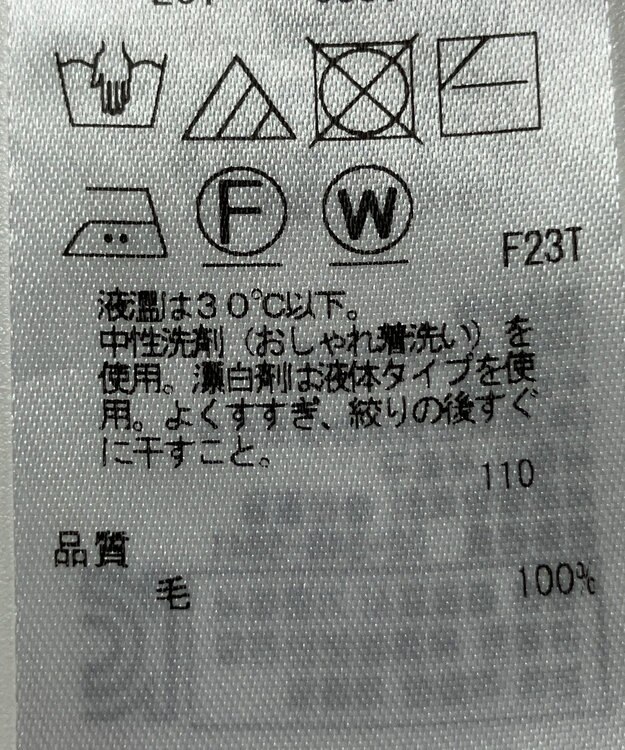 F
W
F23T
液温は30℃以下。
中性洗剤（おしゃれ着洗い）を
使用。漂白剤は液体タイプを使
用。よくすすぎ、絞りの後すぐ
に干すこと。
110
品質
毛 100%